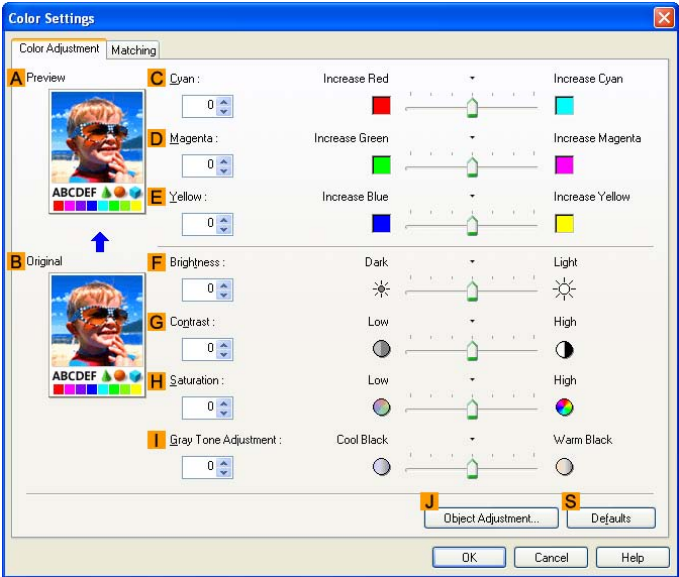 Color Settings
Color Adjustment Matching
A Preview
C Cyan : Increase Red Increase Cyan
0
D Magenta : Increase Green Increase Magenta
0
ABCDEF
E Yellow : Increase Blue Increase Yellow
0
B Original
F Brightness : Dark Light
0
G Contrast : Low High
0
ABCDEF
H Saturation : Low High
0
I Gray Tone Adjustment : Cool Black Warm Black
0
J S
Object Adjustment... Defaults
OK Cancel Help